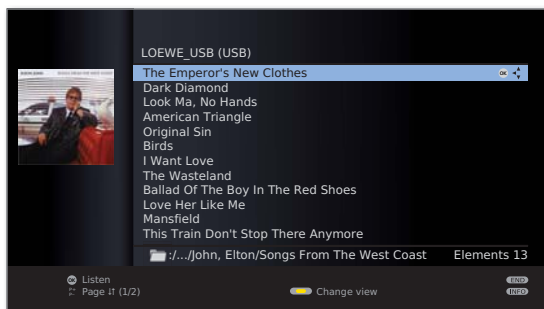 LOEWE_USB (USB)
The Emperor's New Clothes
OK
Dark Diamond
Look Ma, No Hands
American Triangle
Original Sin
Birds
I Want Love
The Wasteland
Ballad Of The Boy In The Red Shoes
Love Her Like Me
Mansfield
This Train Don't Stop There Anymore
:/.../John, Elton/Songs From The West Coast Elements 13
OK Listen
END
P+ P− Page ↓↑ (1/2)
Change view
INFO